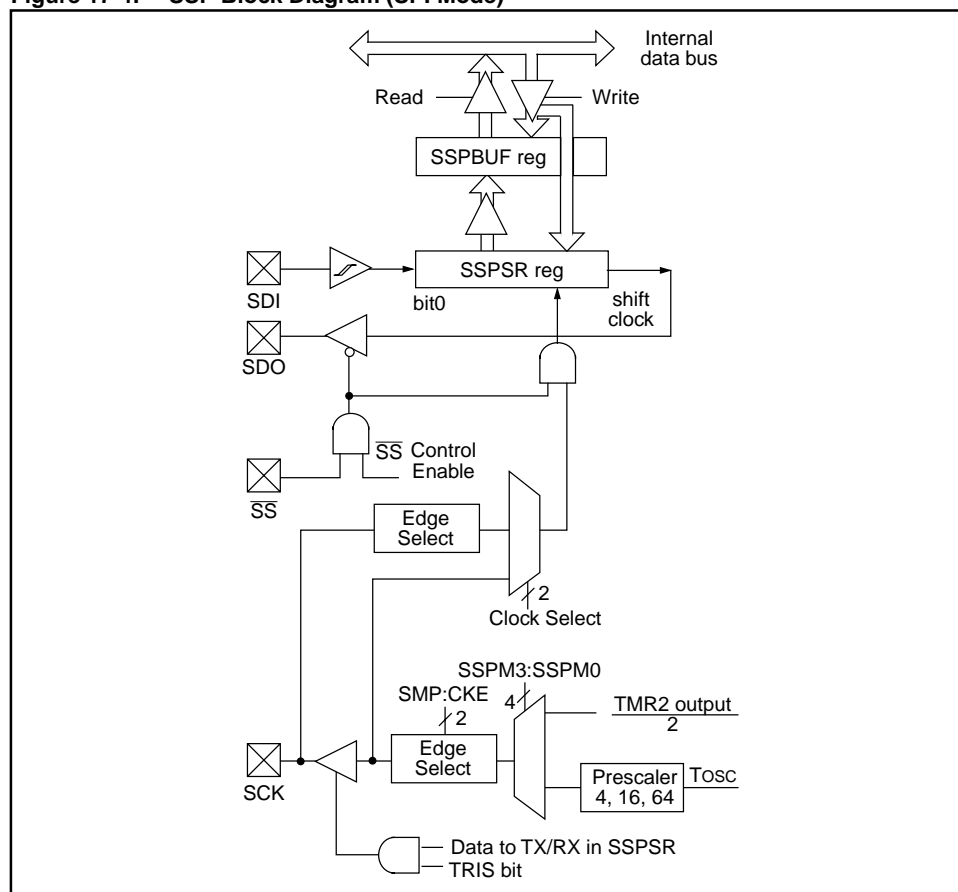 Internal
data bus
Read
Write
SSPBUF reg
SSPSR reg
SDI
bit0
shift
clock
SDO
SS Control
Enable
SS
Edge
Select
2
Clock Select
SSPM3:SSPM0
SMP:CKE
4
TMR2 output
2
2
Edge
Select
Prescaler
4, 16, 64
TOSC
SCK
Data to TX/RX in SSPSR
TRIS bit